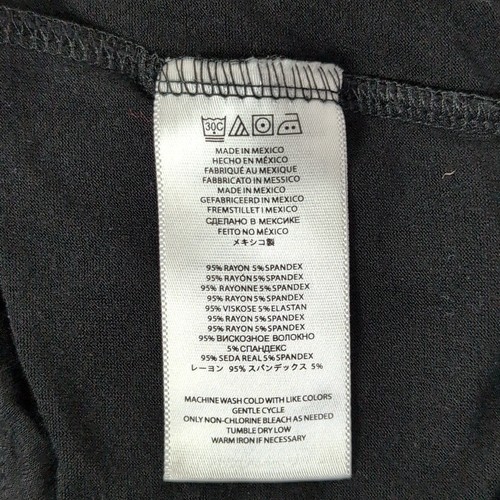 30C
MADE IN MEXICO
HECHO EN MÉXICO
FABRIQUÉ AU MEXIQUE
FABBRICATO IN MESSICO
MADE IN MEXICO
GEFABRICEERD IN MEXICO
FREMSTILLET I MEXICO
СДЕЛАНО В МЕКСИКЕ
FEITO NO MÉXICO
メキシコ製
95% RAYON 5% SPANDEX
95% RAYÓN 5% SPANDEX
95% RAYONNE 5% SPANDEX
95% RAYON 5% SPANDEX
95% VISKOSE 5% ELASTAN
95% RAYON 5% SPANDEX
95% RAYON 5% SPANDEX
95% ВИСКОЗНОЕ ВОЛОКНО
5% СПАНДЕКС
95% SEDA REAL 5% SPANDEX
レーヨン 95% スパンデックス 5%
MACHINE WASH COLD WITH LIKE COLORS
GENTLE CYCLE
ONLY NON-CHLORINE BLEACH AS NEEDED
TUMBLE DRY LOW
WARM IRON IF NECESSARY